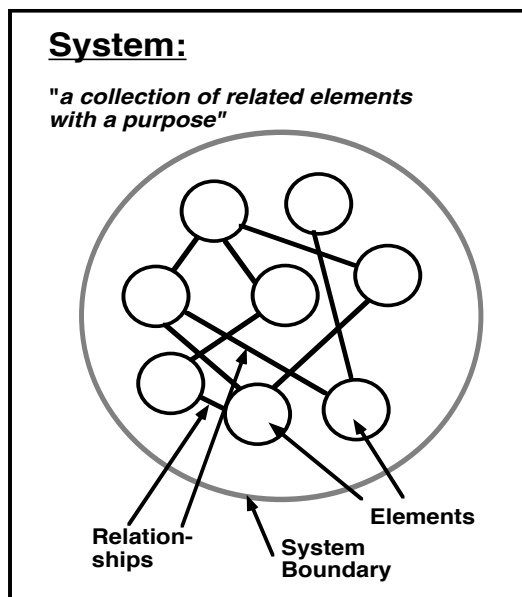 System:
"a collection of related elements
with a purpose"
Elements
Relation-
ships
System
Boundary